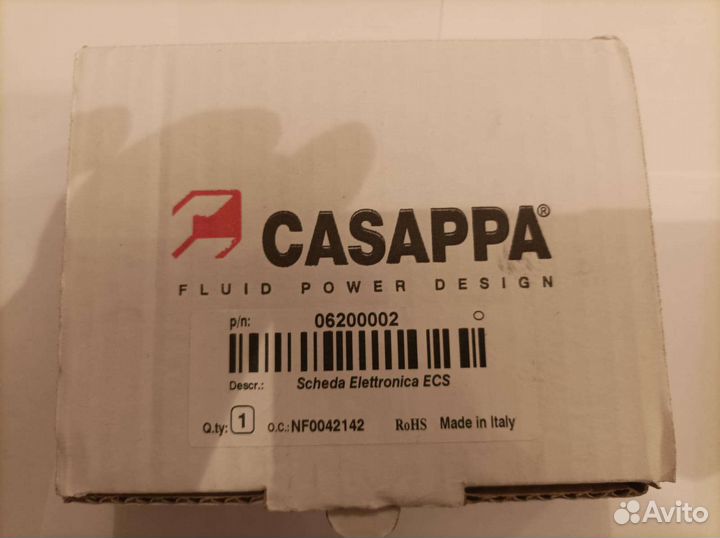 CASAPPA®
FLUID POWER DESIGN
p/n: 06200002
Descr.: Scheda Elettronica ECS
Q.ty: 1 O.C.: NF0042142 RoHS Made in Italy
Avito